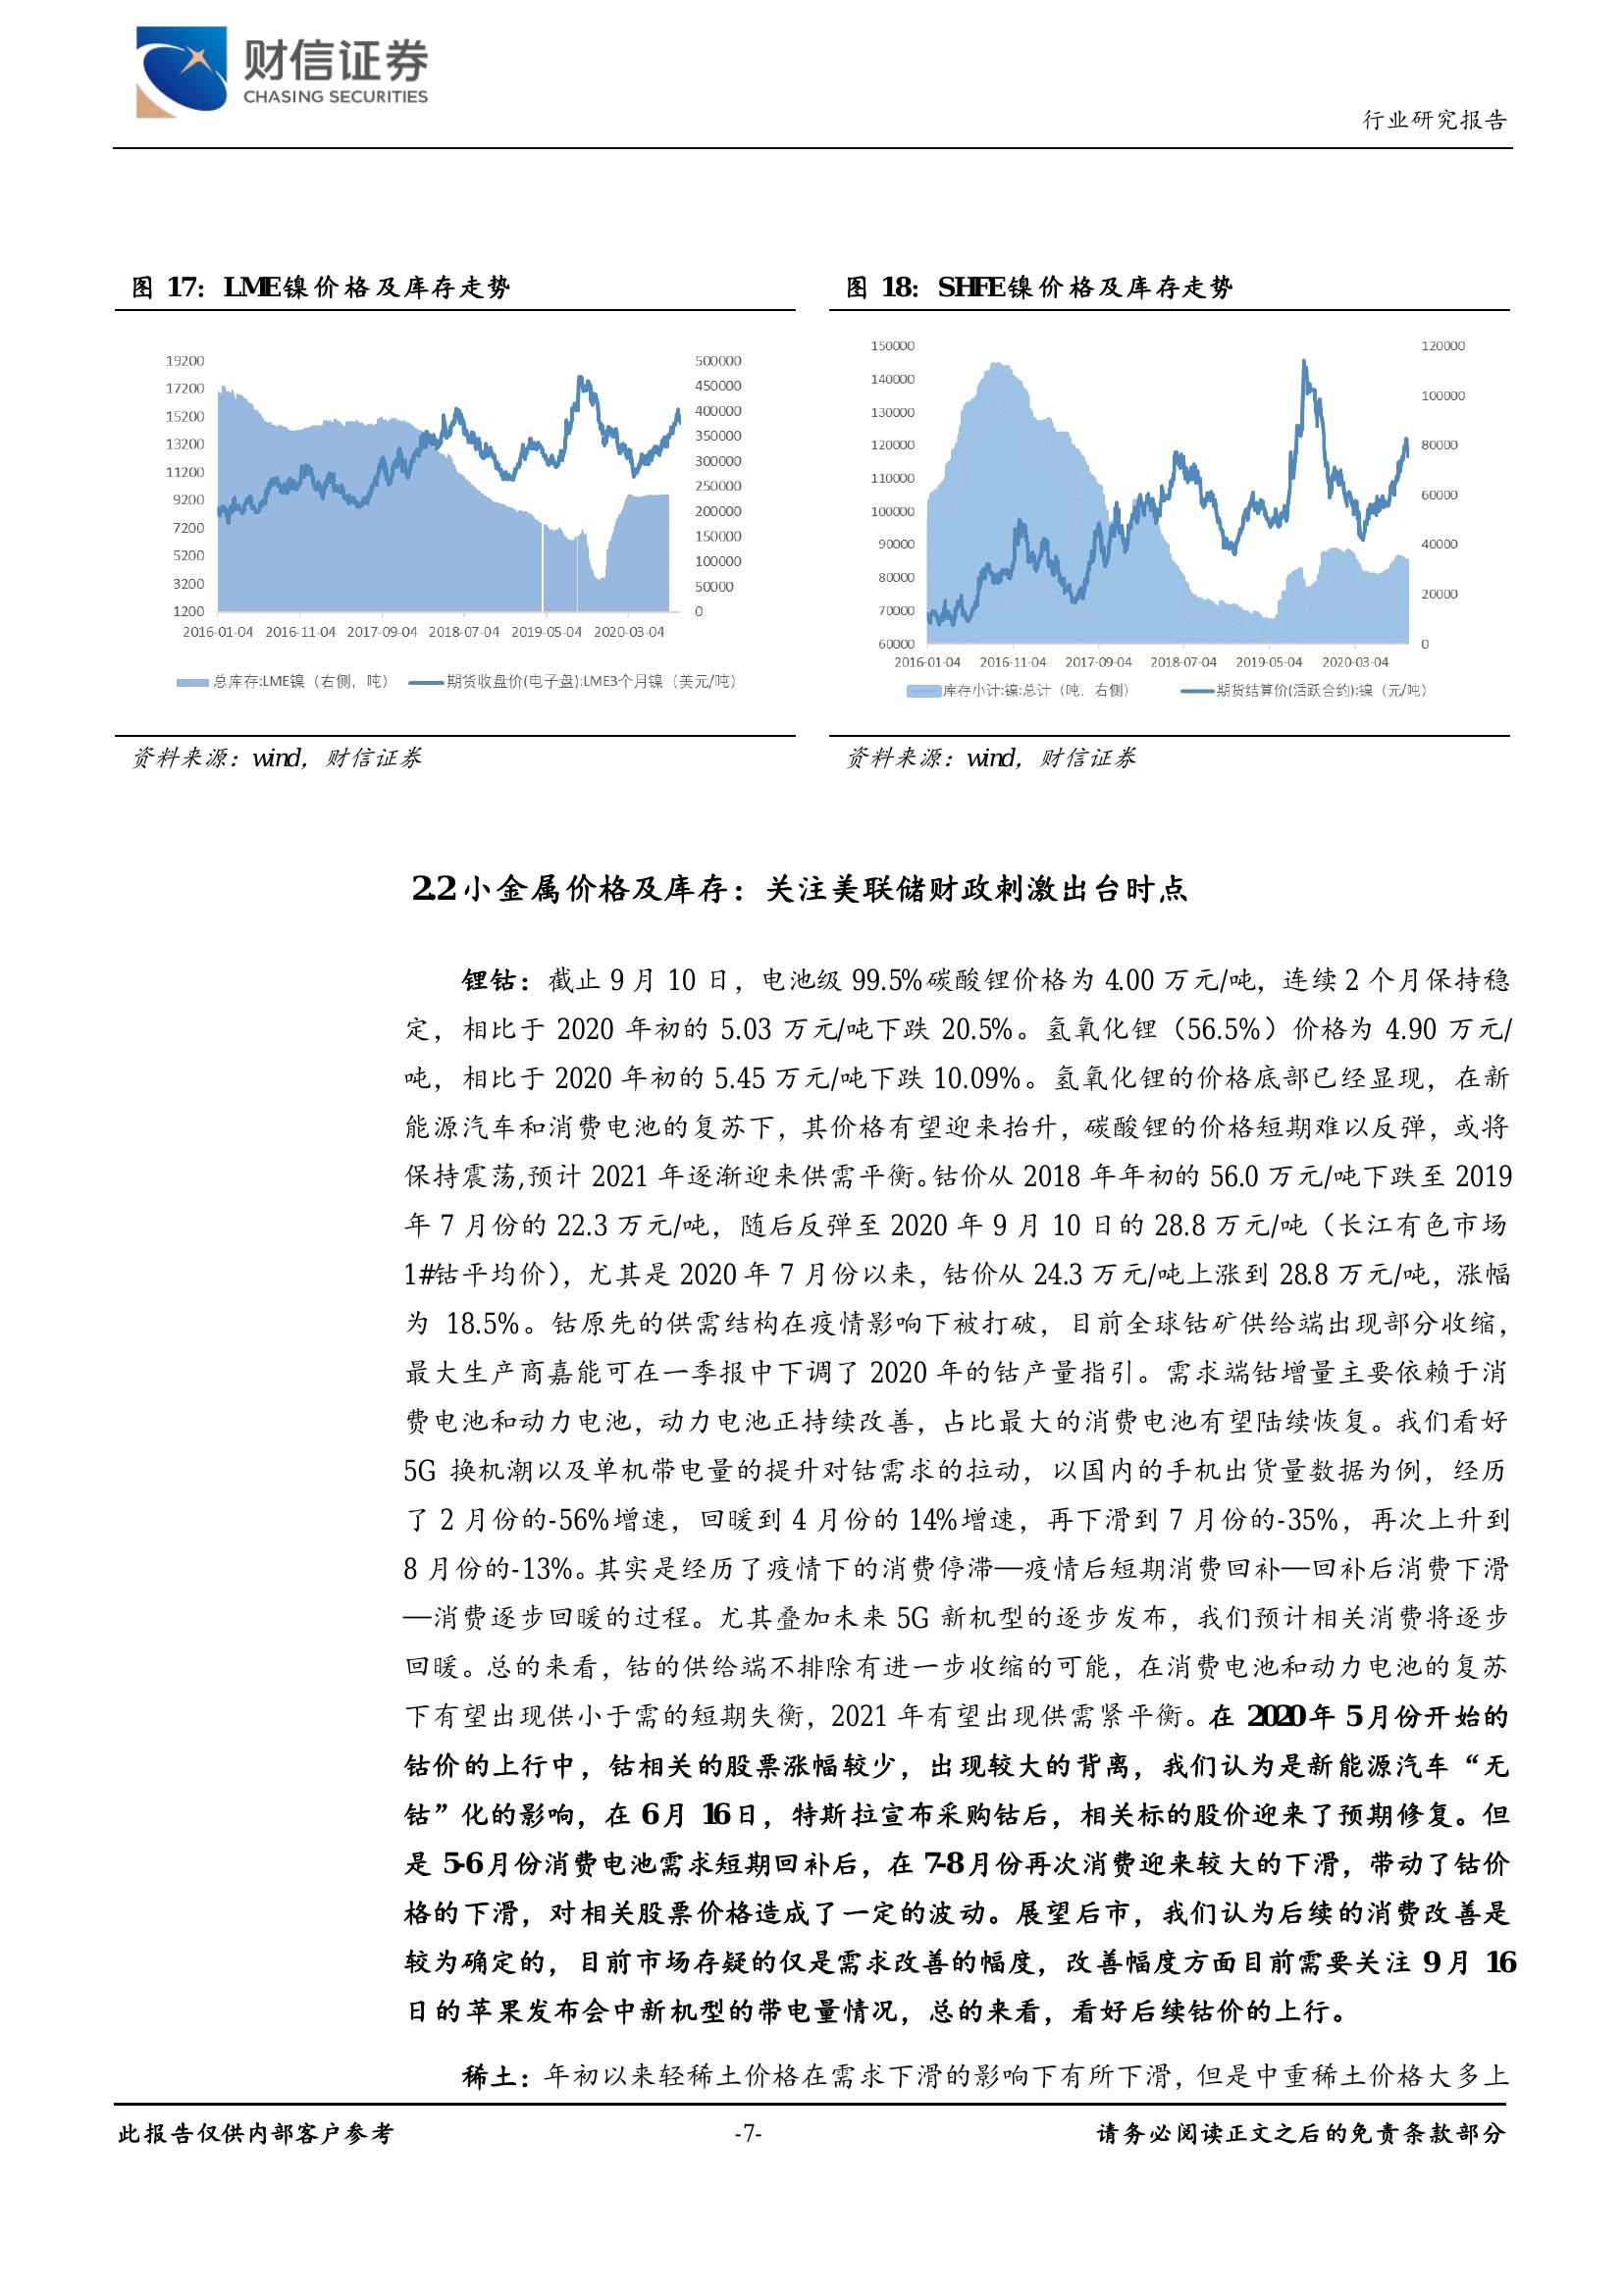 财信证券
CHASING SECURITIES
行业研究报告
图 17：LME镍价格及库存走势
19200
17200
15200
13200
11200
9200
7200
5200
3200
1200
500000
450000
400000
350000
300000
250000
200000
150000
100000
50000
0
2016-01-04 2016-11-04 2017-09-04 2018-07-04 2019-05-04 2020-03-04
总库存:LME镍（右侧，吨） 期货收盘价(电子盘):LME3个月镍（美元/吨）
资料来源：wind，财信证券
图 18：SHFE镍价格及库存走势
150000
140000
130000
120000
110000
100000
90000
80000
70000
60000
120000
100000
80000
60000
40000
20000
0
2016-01-04 2016-11-04 2017-09-04 2018-07-04 2019-05-04 2020-03-04
库存小计:镍:总计（吨，右侧） 期货结算价(活跃合约):镍（元/吨）
资料来源：wind，财信证券
2.2 小金属价格及库存：关注美联储财政刺激出台时点
锂钴：截止 9 月 10 日，电池级 99.5%碳酸锂价格为 4.00 万元/吨，连续 2 个月保持稳
定，相比于 2020 年初的 5.03 万元/吨下跌 20.5%。氢氧化锂（56.5%）价格为 4.90 万元/
吨，相比于 2020 年初的 5.45 万元/吨下跌 10.09%。氢氧化锂的价格底部已经显现，在新
能源汽车和消费电池的复苏下，其价格有望迎来抬升，碳酸锂的价格短期难以反弹，或将
保持震荡,预计 2021 年逐渐迎来供需平衡。钴价从 2018 年年初的 56.0 万元/吨下跌至 2019
年 7 月份的 22.3 万元/吨，随后反弹至 2020 年 9 月 10 日的 28.8 万元/吨（长江有色市场
1#钴平均价），尤其是 2020 年 7 月份以来，钴价从 24.3 万元/吨上涨到 28.8 万元/吨，涨幅
为 18.5%。钴原先的供需结构在疫情影响下被打破，目前全球钴矿供给端出现部分收缩，
最大生产商嘉能可在一季报中下调了 2020 年的钴产量指引。需求端钴增量主要依赖于消
费电池和动力电池，动力电池正持续改善，占比最大的消费电池有望陆续恢复。我们看好
5G 换机潮以及单机带电量的提升对钴需求的拉动，以国内的手机出货量数据为例，经历
了 2 月份的-56%增速，回暖到 4 月份的 14%增速，再下滑到 7 月份的-35%，再次上升到
8 月份的-13%。其实是经历了疫情下的消费停滞—疫情后短期消费回补—回补后消费下滑
—消费逐步回暖的过程。尤其叠加未来 5G 新机型的逐步发布，我们预计相关消费将逐步
回暖。总的来看，钴的供给端不排除有进一步收缩的可能，在消费电池和动力电池的复苏
下有望出现供小于需的短期失衡，2021 年有望出现供需紧平衡。在 2020 年 5 月份开始的
钴价的上行中，钴相关的股票涨幅较少，出现较大的背离，我们认为是新能源汽车“无
钴”化的影响，在 6 月 16 日，特斯拉宣布采购钴后，相关标的股价迎来了预期修复。但
是 5-6 月份消费电池需求短期回补后，在 7-8 月份再次消费迎来较大的下滑，带动了钴价
格的下滑，对相关股票价格造成了一定的波动。展望后市，我们认为后续的消费改善是
较为确定的，目前市场存疑的仅是需求改善的幅度，改善幅度方面目前需要关注 9 月 16
日的苹果发布会中新机型的带电量情况，总的来看，看好后续钴价的上行。
稀土：年初以来轻稀土价格在需求下滑的影响下有所下滑，但是中重稀土价格大多上
此报告仅供内部客户参考
-7-
请务必阅读正文之后的免责条款部分